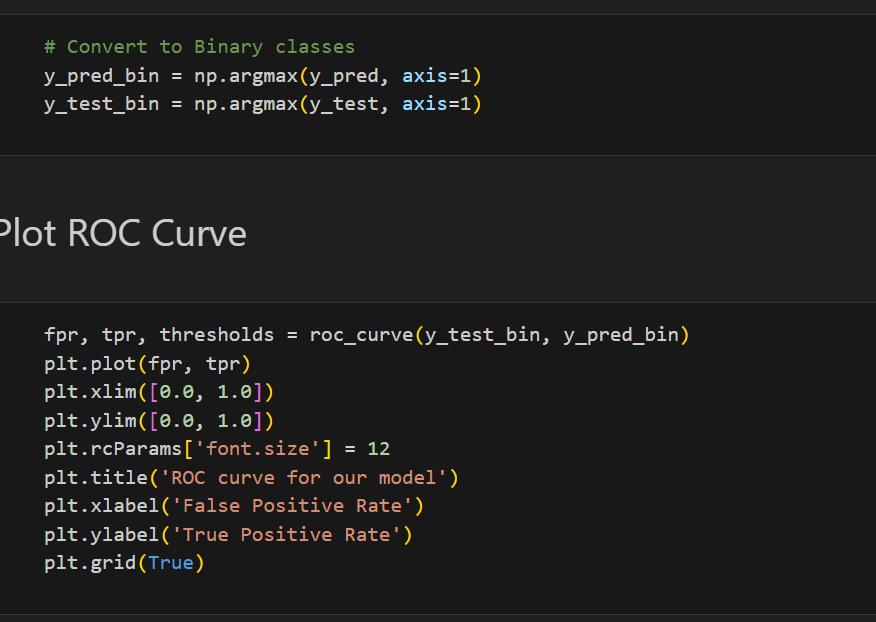 # Convert to Binary classes
y_pred_bin = np.argmax(y_pred, axis=1)
y_test_bin = np.argmax(y_test, axis=1)
Plot ROC Curve
fpr, tpr, thresholds = roc_curve(y_test_bin, y_pred_bin)
plt.plot(fpr, tpr)
plt.xlim([0.0, 1.0])
plt.ylim([0.0, 1.0])
plt.rcParams['font.size'] = 12
plt.title('ROC curve for our model')
plt.xlabel('False Positive Rate')
plt.ylabel('True Positive Rate')
plt.grid(True)